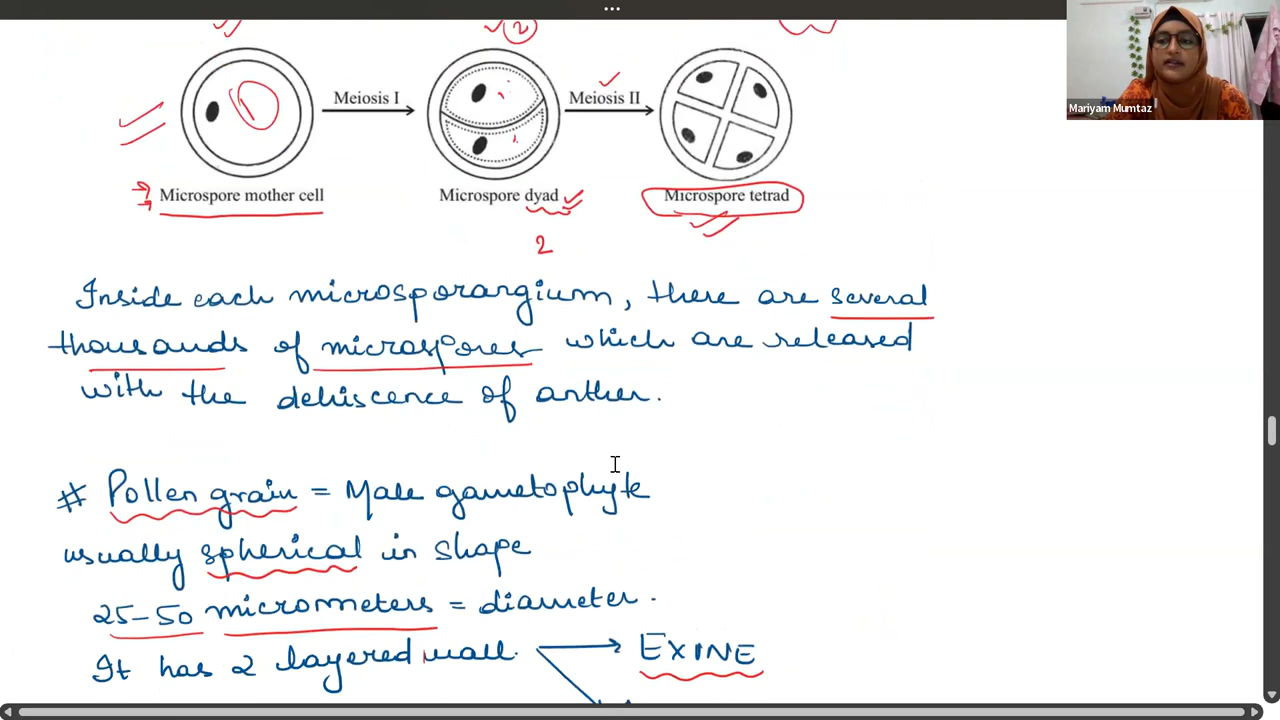 Mariyam Mumtaz
2
Meiosis I
Meiosis II
Microspore mother cell
Microspore dyad
Microspore tetrad
2
Inside each microsporangium, there are several
thousands of microspores which are released
with the dehiscence of anther.
# Pollen grain = Male gametophyte
usually spherical in shape
25-50 micrometers = diameter.
It has 2 layered wall. EXINE